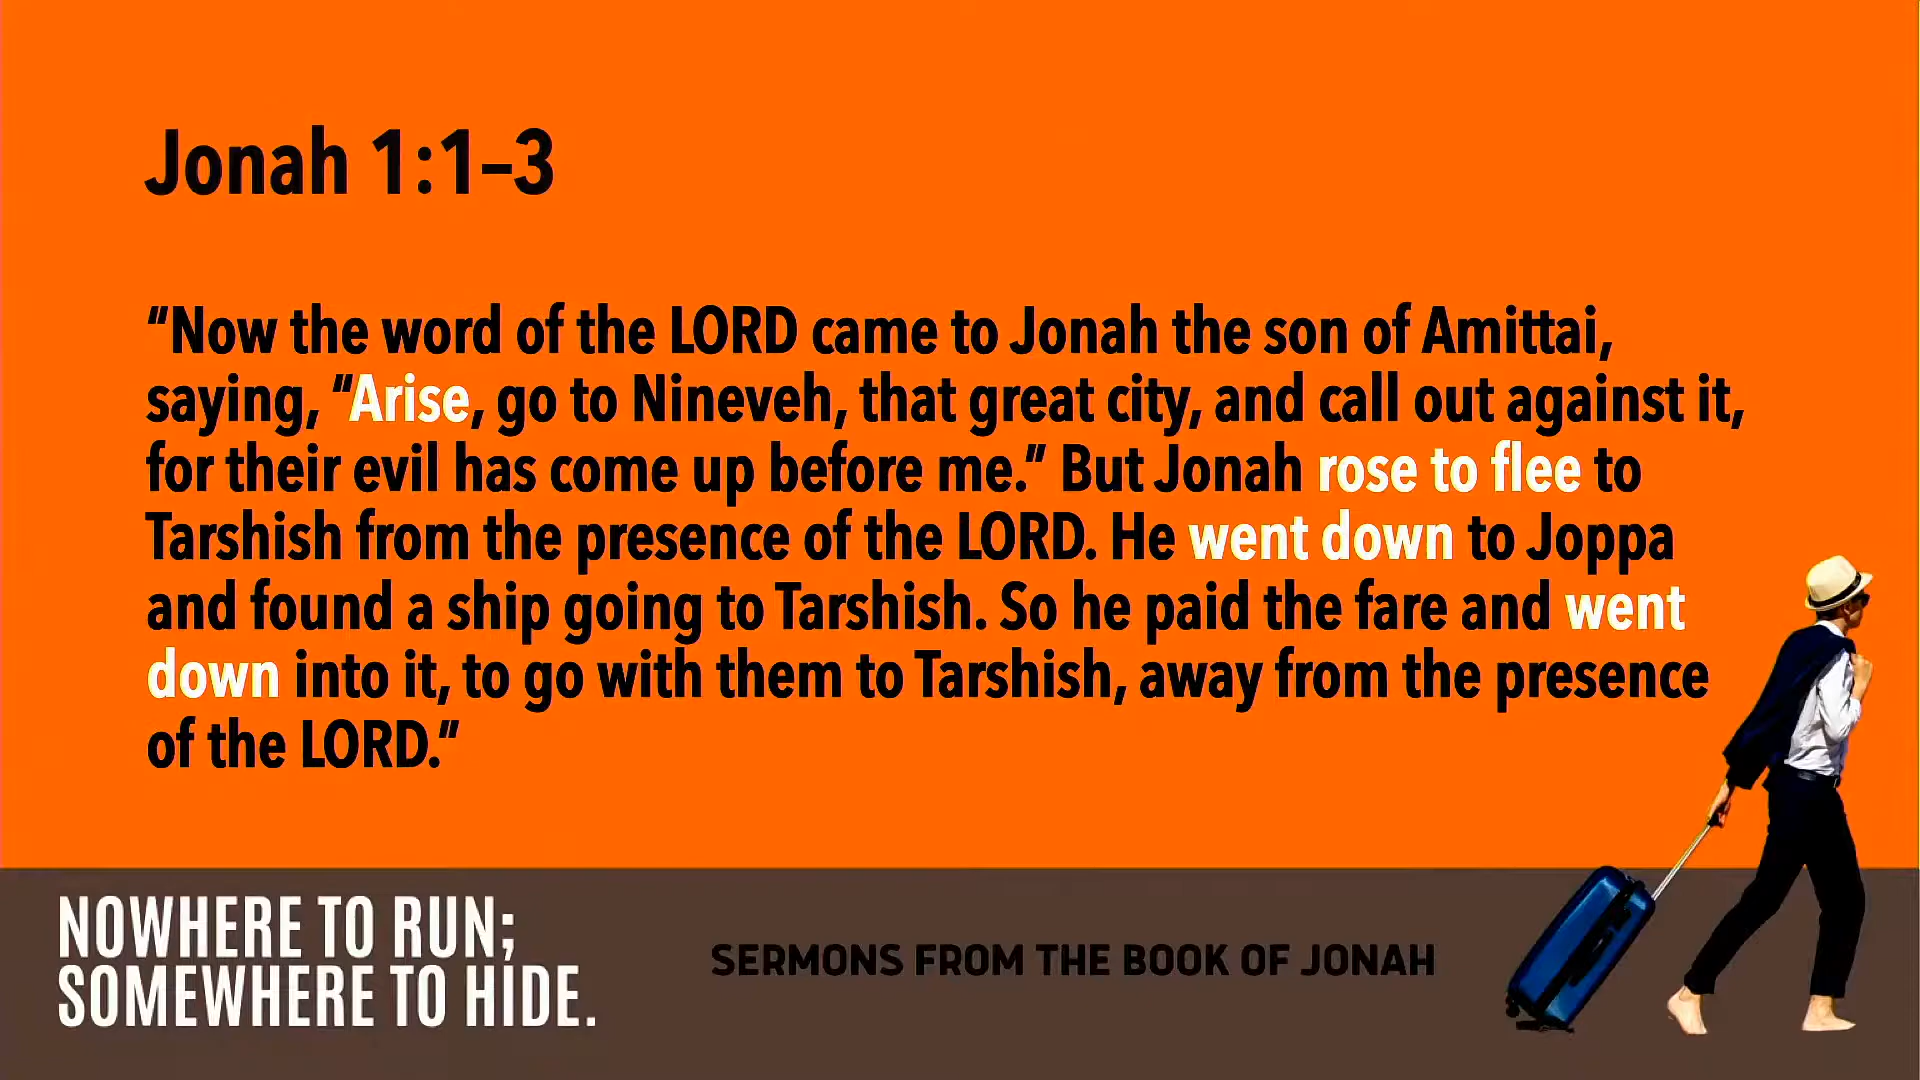 Jonah 1:1–3
“Now the word of the LORD came to Jonah the son of Amittai,
saying, “Arise, go to Nineveh, that great city, and call out against it,
for their evil has come up before me.” But Jonah rose to flee to
Tarshish from the presence of the LORD. He went down to Joppa
and found a ship going to Tarshish. So he paid the fare and went
down into it, to go with them to Tarshish, away from the presence
of the LORD.”
NOWHERE TO RUN;
SOMEWHERE TO HIDE.
SERMONS FROM THE BOOK OF JONAH